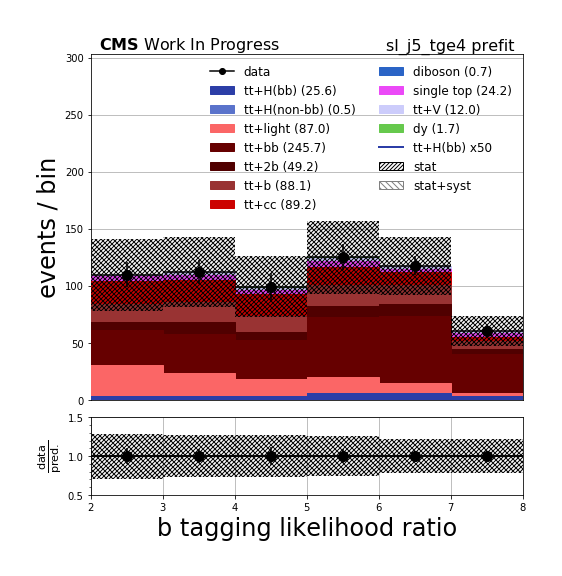 CMS Work In Progress
sl_j5_tge4 prefit
events / bin
300
250
200
150
100
50
0
data
tt+H(bb) (25.6)
tt+H(non-bb) (0.5)
tt+light (87.0)
tt+bb (245.7)
tt+2b (49.2)
tt+b (88.1)
tt+cc (89.2)
diboson (0.7)
single top (24.2)
tt+V (12.0)
dy (1.7)
tt+H(bb) x50
stat
stat+syst
data
pred.
1.5
1.0
0.5
2 3 4 5 6 7 8
b tagging likelihood ratio